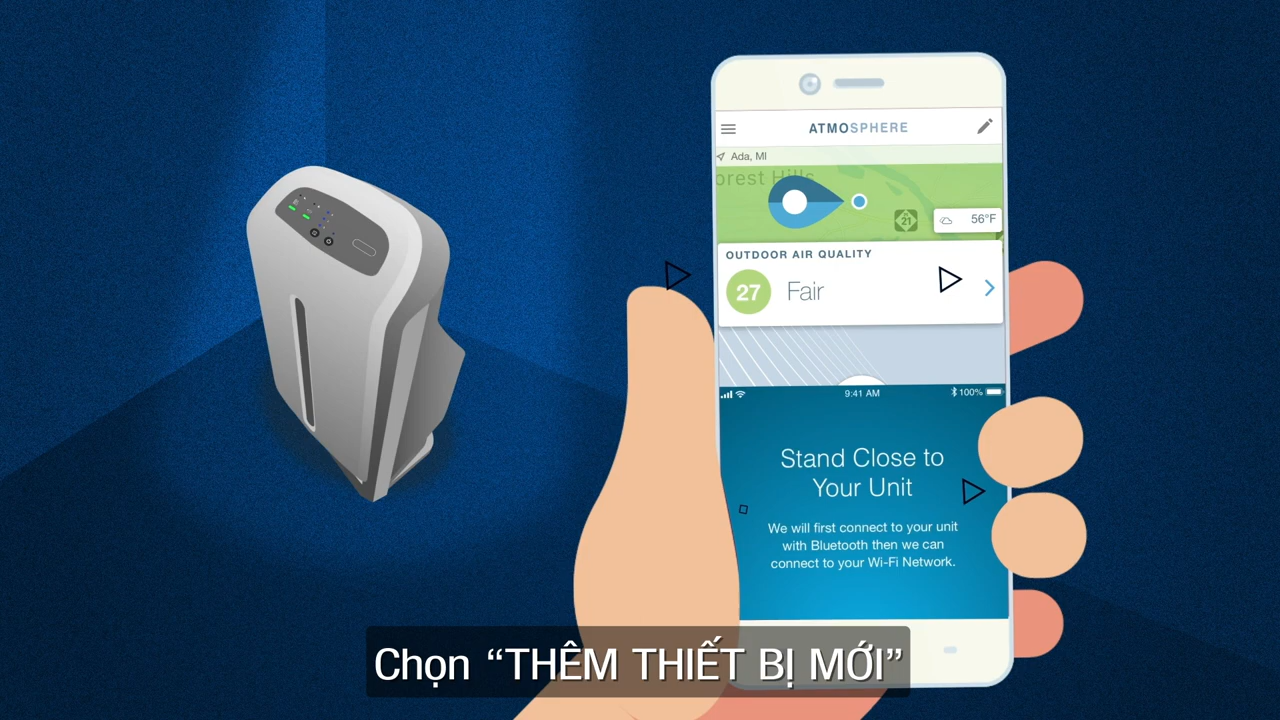 ATMOSPHERE
Ada, MI
orest Hills
21
56°F
OUTDOOR AIR QUALITY
27 Fair
9:41 AM
100%
Stand Close to
Your Unit
We will first connect to your unit
with Bluetooth then we can
connect to your Wi-Fi Network.
Chọn “THÊM THIẾT BỊ MỚI”